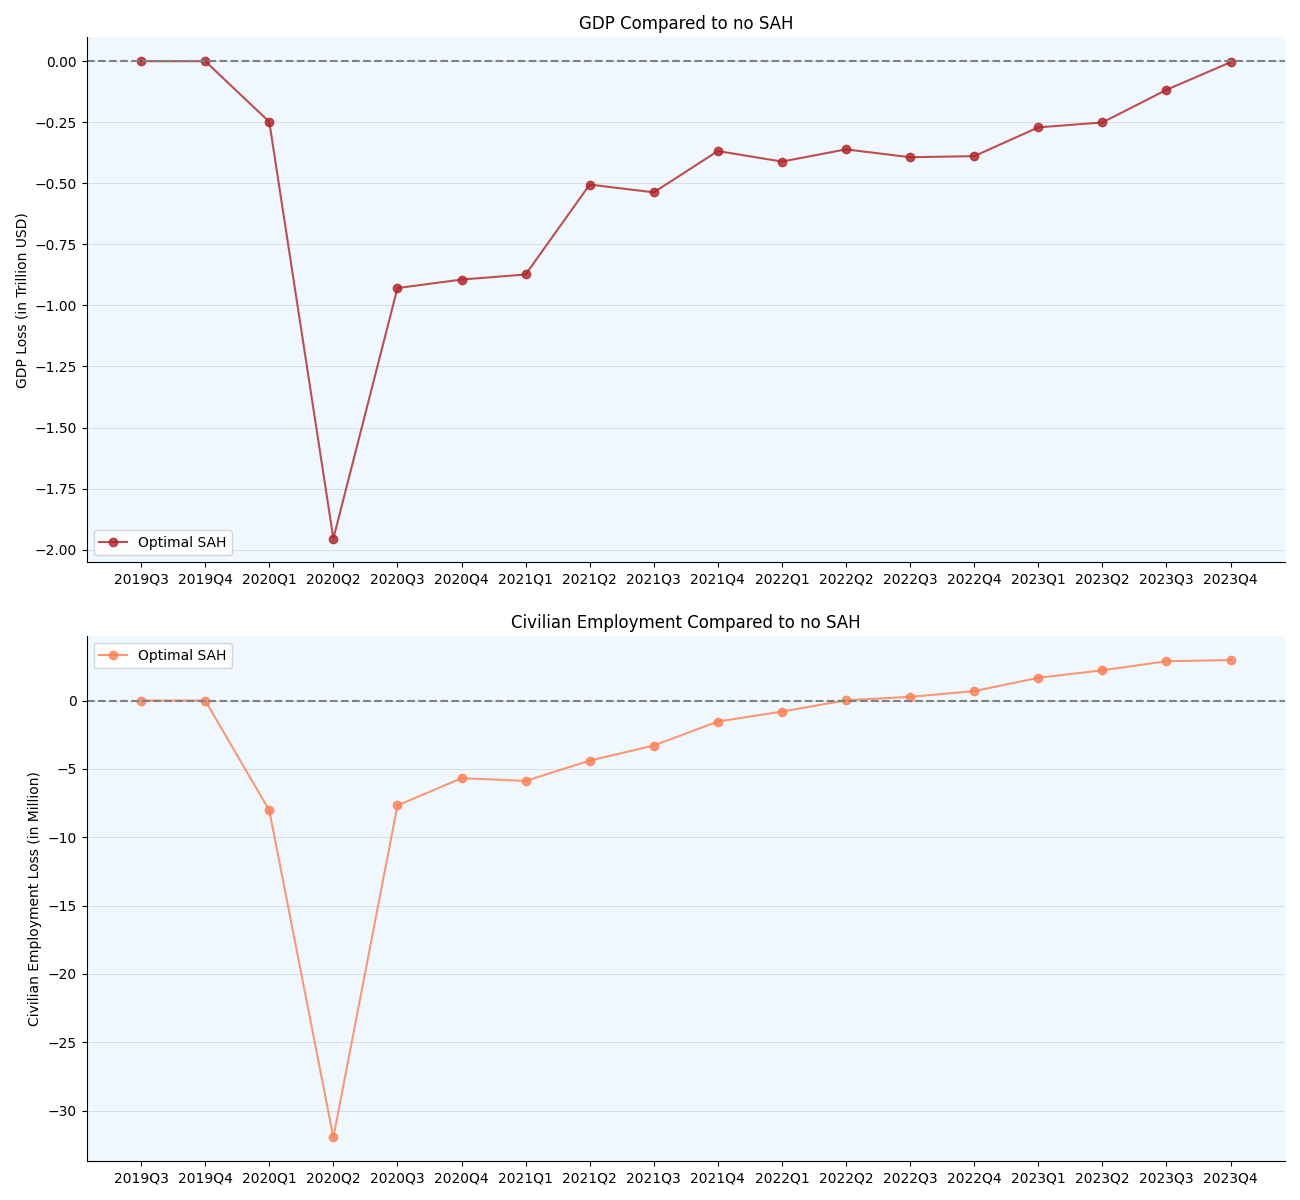 GDP Compared to no SAH
GDP Loss (in Trillion USD)
0.00
−0.25
−0.50
−0.75
−1.00
−1.25
−1.50
−1.75
−2.00
Optimal SAH
2019Q3 2019Q4 2020Q1 2020Q2 2020Q3 2020Q4 2021Q1 2021Q2 2021Q3 2021Q4 2022Q1 2022Q2 2022Q3 2022Q4 2023Q1 2023Q2 2023Q3 2023Q4
Civilian Employment Compared to no SAH
Optimal SAH
Civilian Employment Loss (in Million)
0
−5
−10
−15
−20
−25
−30
2019Q3 2019Q4 2020Q1 2020Q2 2020Q3 2020Q4 2021Q1 2021Q2 2021Q3 2021Q4 2022Q1 2022Q2 2022Q3 2022Q4 2023Q1 2023Q2 2023Q3 2023Q4